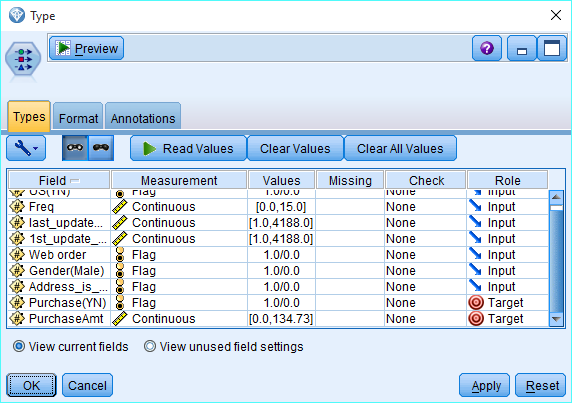 Type
Preview
Types Format Annotations
Read Values Clear Values Clear All Values
Field Measurement Values Missing Check Role
US(YN) Flag 1.0/0.0 None Input
Freq Continuous [0.0,15.0] None Input
last_update... Continuous [1.0,4188.0] None Input
1st_update_... Continuous [1.0,4188.0] None Input
Web order Flag 1.0/0.0 None Input
Gender(Male) Flag 1.0/0.0 None Input
Address_is_... Flag 1.0/0.0 None Input
Purchase(YN) Flag 1.0/0.0 None Target
PurchaseAmt Continuous [0.0,134.73] None Target
View current fields View unused field settings
OK Cancel Apply Reset